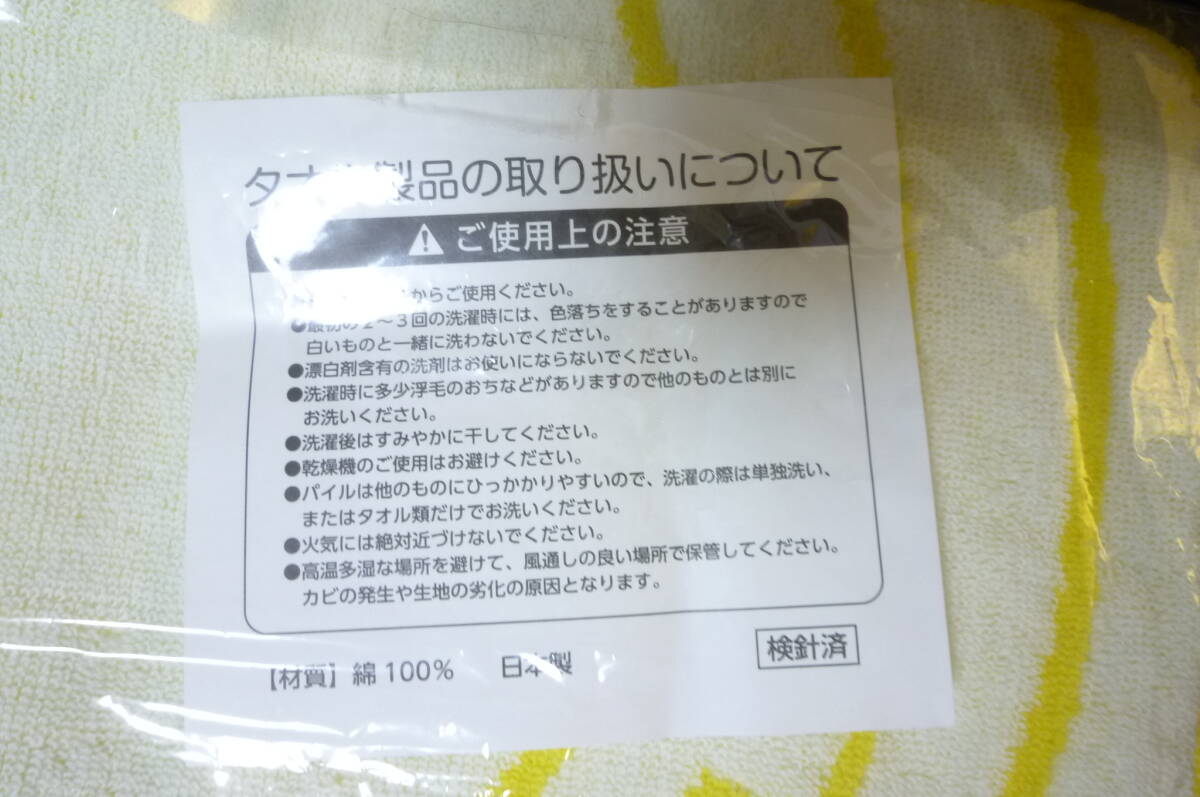 タオル製品の取り扱いについて
ご使用上の注意
からご使用ください。
●最初の2〜3回の洗濯時には、色落ちをすることがありますので
白いものと一緒に洗わないでください。
●漂白剤含有の洗剤はお使いにならないでください。
●洗濯時に多少浮毛のおちなどがありますので他のものとは別に
お洗いください。
●洗濯後はすみやかに干してください。
●乾燥機のご使用はお避けください。
●パイルは他のものにひっかかりやすいので、洗濯の際は単独洗い、
またはタオル類だけでお洗いください。
●火気には絶対近づけないでください。
●高温多湿な場所を避けて、風通しの良い場所で保管してください。
カビの発生や生地の劣化の原因となります。
【材質】綿100% 日本製
検針済